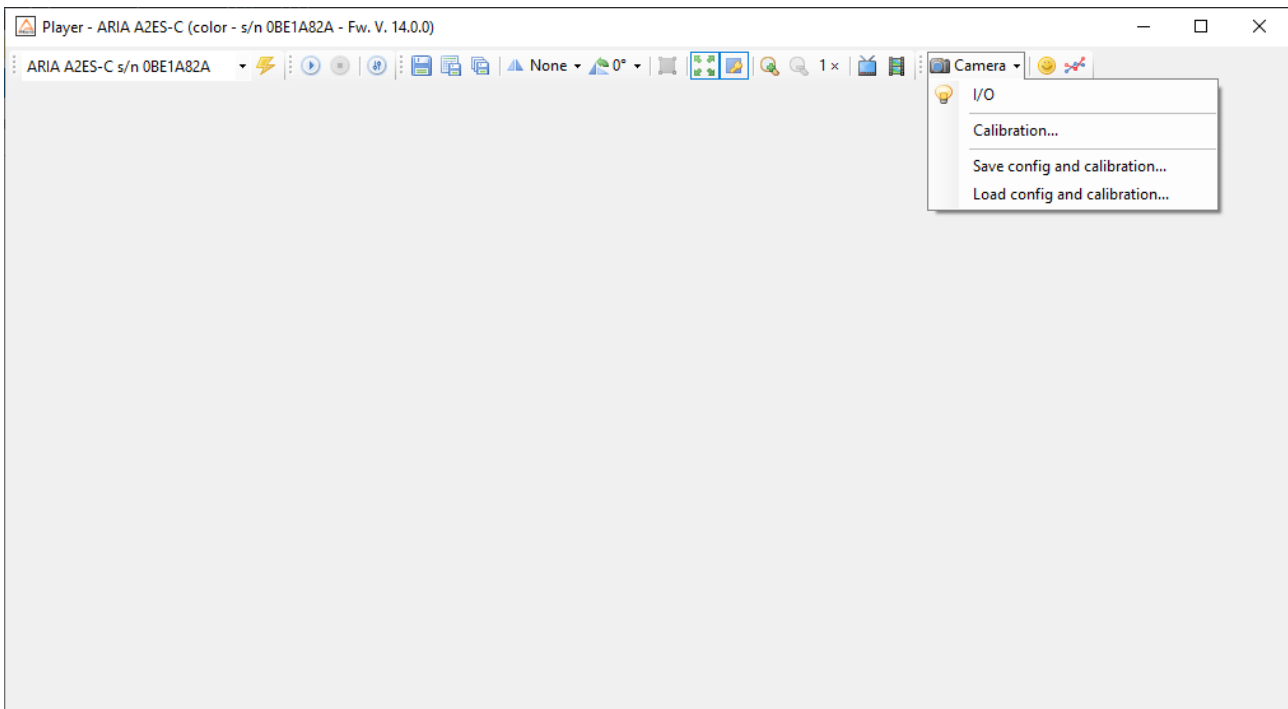 Player - ARIA A2ES-C (color - s/n 0BE1A82A - Fw. V. 14.0.0)
ARIA A2ES-C s/n 0BE1A82A None 0° 1 × Camera
I/O
Calibration...
Save config and calibration...
Load config and calibration...